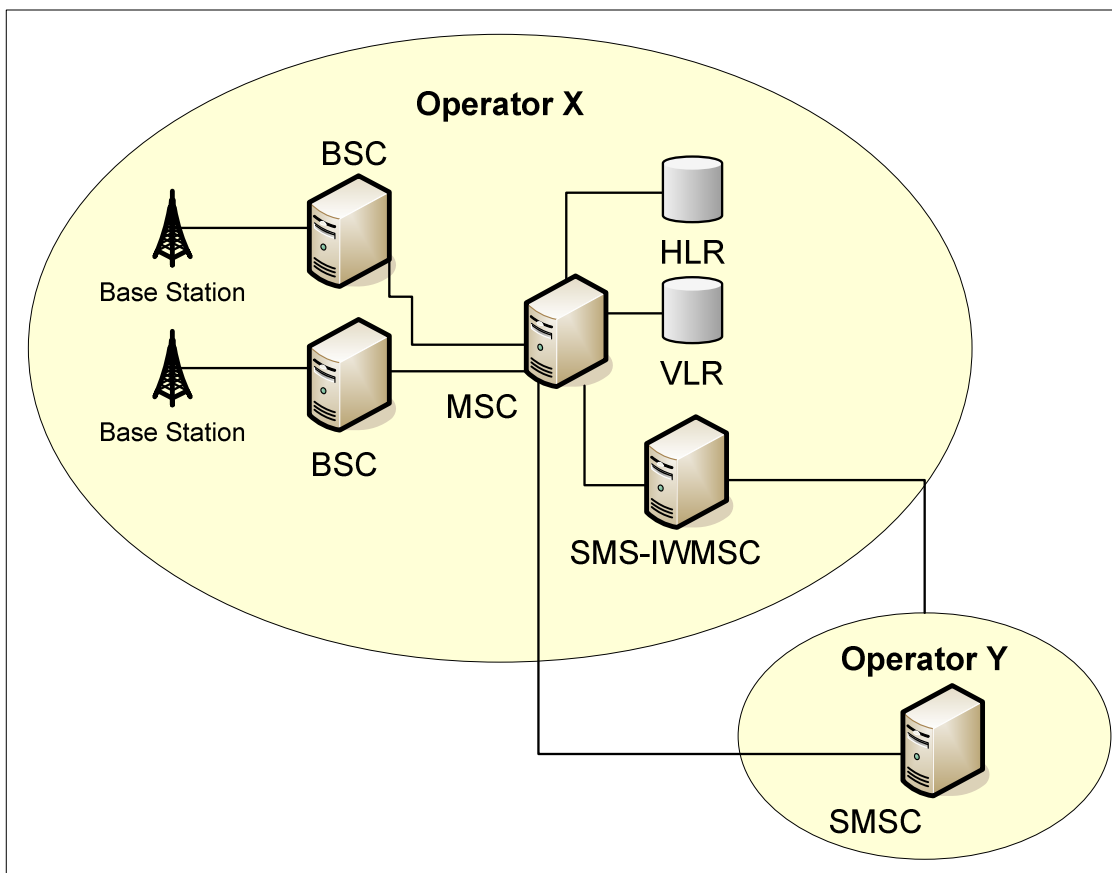 Operator X
BSC
HLR
Base Station
VLR
MSC
Base Station
BSC
SMS-IWMSC
Operator Y
SMSC